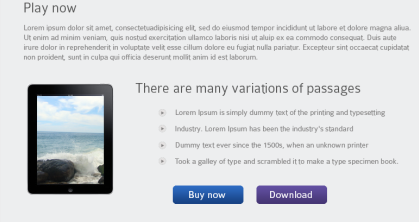 Play now
Lorem ipsum dolor sit amet, consectetuadipisicing elit, sed do eiusmod tempor incididunt ut labore et dolore magna aliua.
Ut enim ad minim veniam, quis nostud exercitation ullamco laboris nisi ut aluip ex ea commodo consequat. Duis aute
irure dolor in reprehenderit in voluptate velit esse cillum dolore eu fugiat nulla pariatur. Excepteur sint occaecat cupidatat
non proident, sunt in culpa qui officia deserunt mollit anim id est laborum.
There are many variations of passages
Lorem Ipsum is simply dummy text of the printing and typesetting
Industry. Lorem Ipsum has been the industry's standard
Dummy text ever since the 1500s, when an unknown printer
Took a galley of type and scrambled it to make a type specimen book.
Buy now
Download